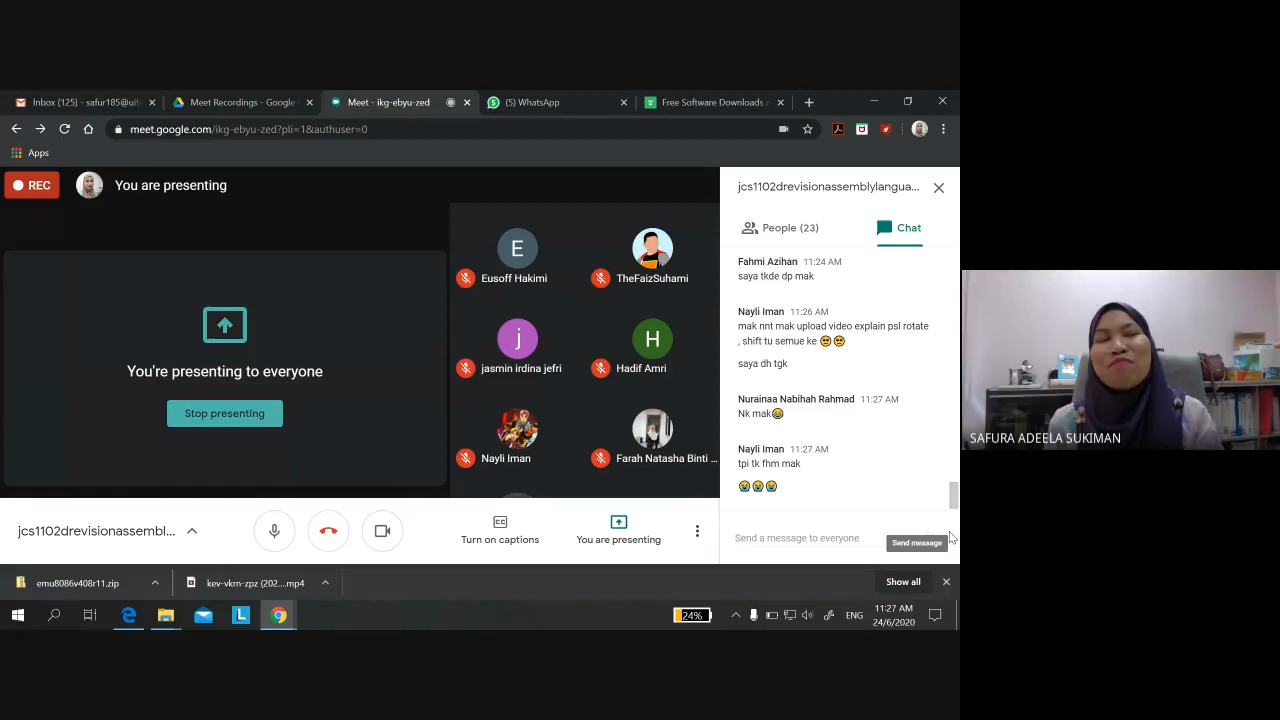 Inbox (125) - safur185@uit
Meet Recordings - Google
Meet - ikg-ebyu-zed
(5) WhatsApp
Free Software Downloads a
meet.google.com/ikg-ebyu-zed?pli=1&authuser=0
Apps
REC
You are presenting
jcs1102drevisionassemblylangua...
People (23)
Chat
You're presenting to everyone
Stop presenting
E
Eusoff Hakimi
TheFaizSuhami
j
jasmin irdina jefri
H
Hadif Amri
Nayli Iman
Farah Natasha Binti ...
Fahmi Azihan 11:24 AM
saya tkde dp mak
Nayli Iman 11:26 AM
mak nnt mak upload video explain psl rotate
, shift tu semue ke 😍😍
saya dh tgk
Nurainaa Nabihah Rahmad 11:27 AM
Nk mak😂
Nayli Iman 11:27 AM
tpi tk fhm mak
😭😭😭
Send a message to everyone
Send message
SAFURA ADEELA SUKIMAN
jcs1102drevisionassembl...
Turn on captions
You are presenting
emu8086v408r11.zip
kev-vkrn-zpz (202....mp4
Show all
L
24%
ENG
11:27 AM
24/6/2020